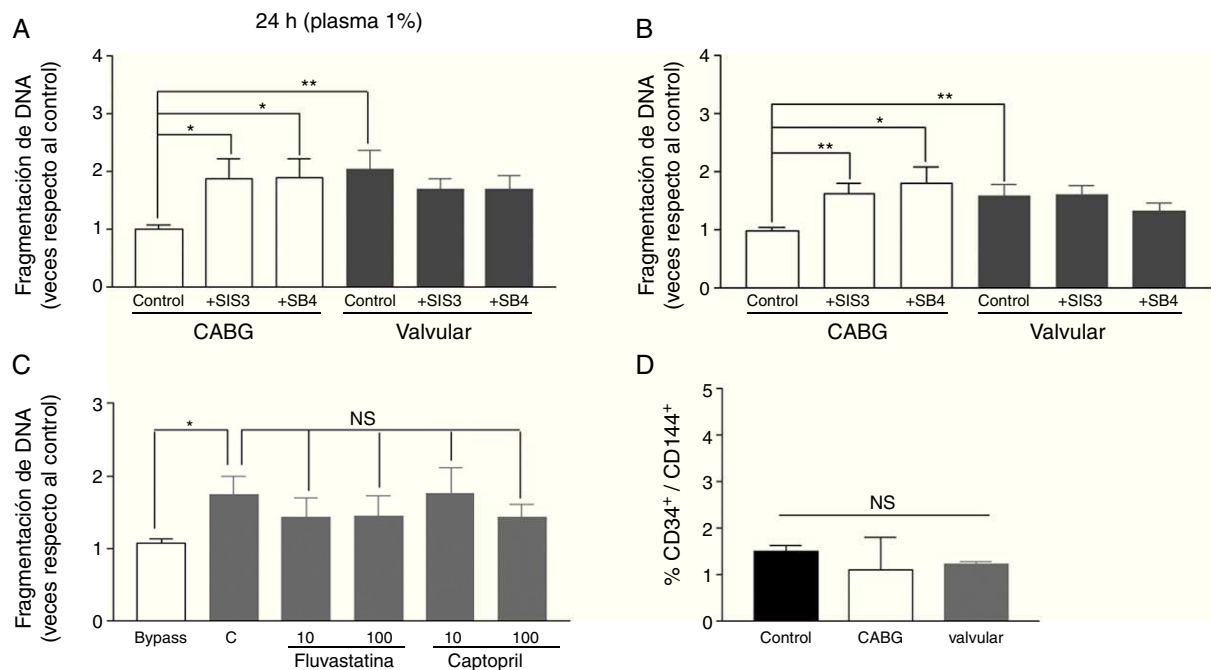 A
24 h (plasma 1%)
Fragmentación de DNA
(veces respecto al control)
4
3
2
1
0
**
*
*
Control +SIS3 +SB4 Control +SIS3 +SB4
CABG Valvular
B
Fragmentación de DNA
(veces respecto al control)
4
3
2
1
0
**
*
**
Control +SIS3 +SB4 Control +SIS3 +SB4
CABG Valvular
C
Fragmentación de DNA
(veces respecto al control)
3
2
1
0
* NS
Bypass C 10 100 10 100
Fluvastatina Captopril
D
% CD34+ / CD144+
5
4
3
2
1
0
NS
Control CABG valvular